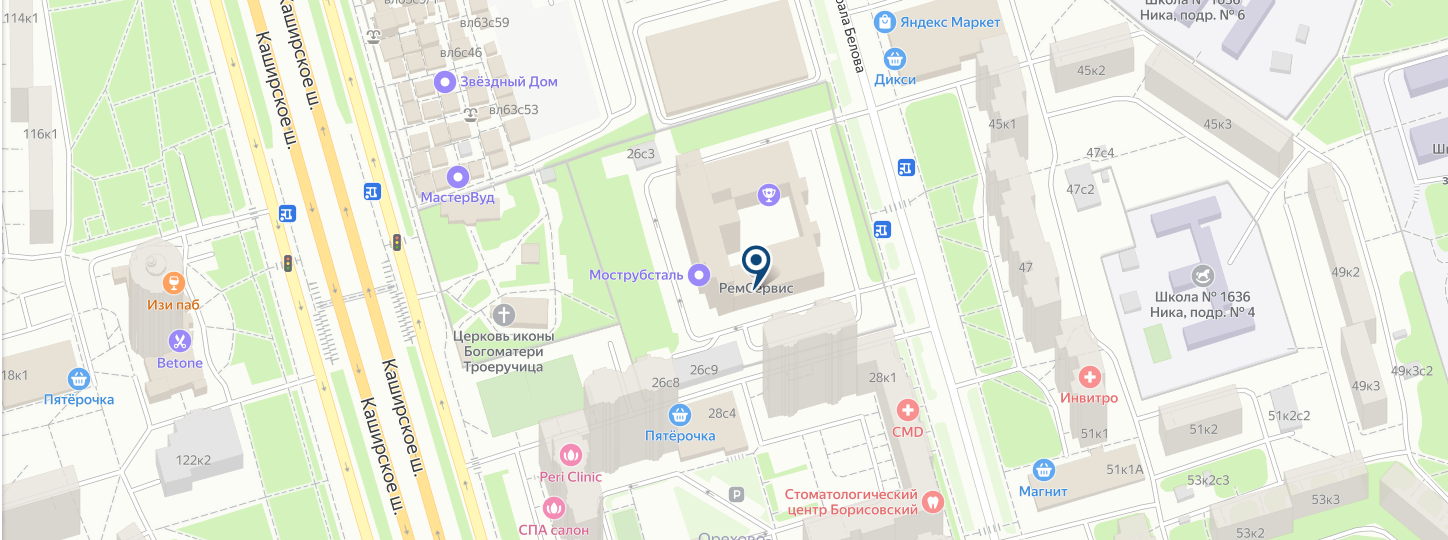 114к1
вл63с59
Школа № 1636
Ника, подр. № 6
Яндекс Маркет
Каширское ш.
Каширское ш.
вл6с46
Белова
Звёздный Дом
Дикси
45к2
вл63с53
116к1
45к1
45к3
26с3
47с4
МастерВуд
47с2
Мострубсталь
РемСервис
47
49к2
Изи паб
Школа № 1636
Ника, подр. № 4
Церковь иконы
Богоматери
Троеручица
Betone
18к1
Пятёрочка
26с8
26с9
28к1
49к3с2
49к3
Каширское ш.
Каширское ш.
Инвитро
28с4
Пятёрочка
CMD
51к1
51к2
51к2с2
122к2
Peri Clinic
51к1А
Магнит
53к2с3
Стоматологический
центр Борисовский
53к3
P
СПА салон
53к2
Орехово-